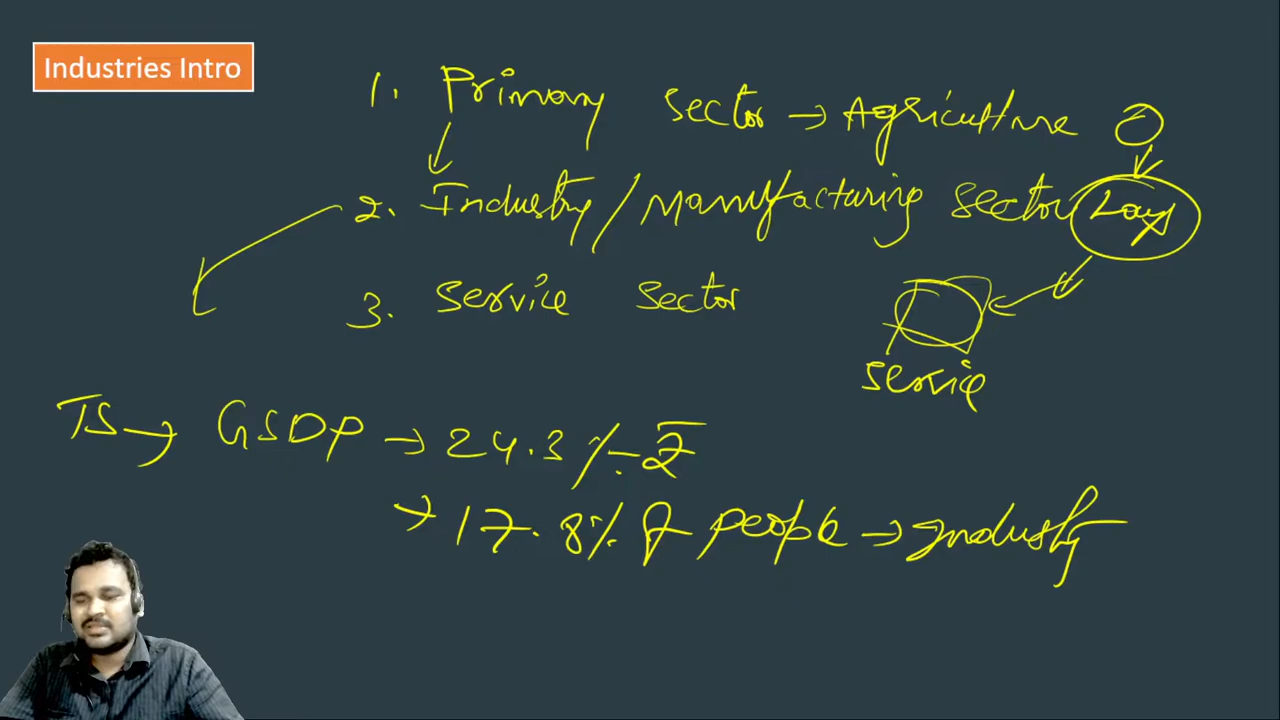 Industries Intro
1. Primary sector → Agriculture
2. Industry/Manufacturing sector Lays
3. Service Sector
Service
TS → GSDP → 24.3%
→ 17.8% of people → Industry